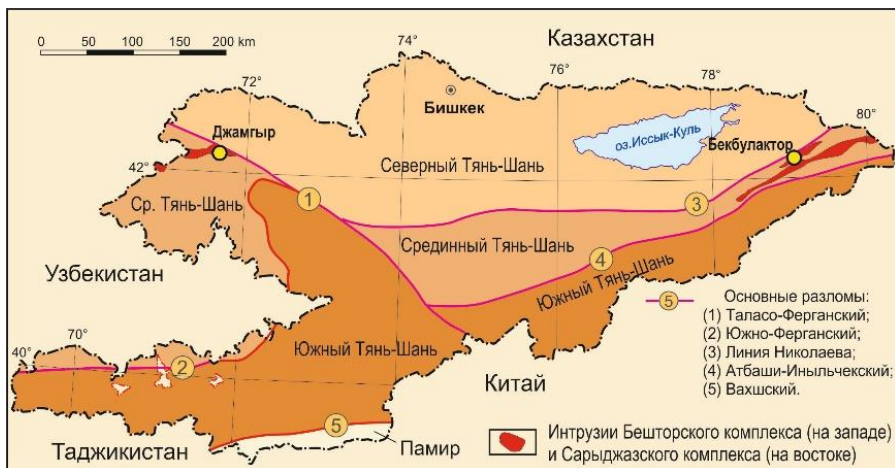 0 50 100 150 200 km
74°
Казахстан
72°
76°
78°
Бишкек
80°
Джамгыр
оз.Иссык-Куль
Бекбулактор
42°
Северный Тянь-Шань
Ср. Тянь-Шань
1
3
Срединный Тянь-Шань
4
Узбекистан
Южный Тянь-Шань
5 Основные разломы:
(1) Таласо-Ферганский;
(2) Южно-Ферганский;
(3) Линия Николаева;
(4) Атбаши-Иныльчекский;
(5) Вахшский.
40°
70°
2
Южный Тянь-Шань
Китай
5
Таджикистан
Памир
Интрузии Бешторского комплекса (на западе)
и Сарыджазского комплекса (на востоке)